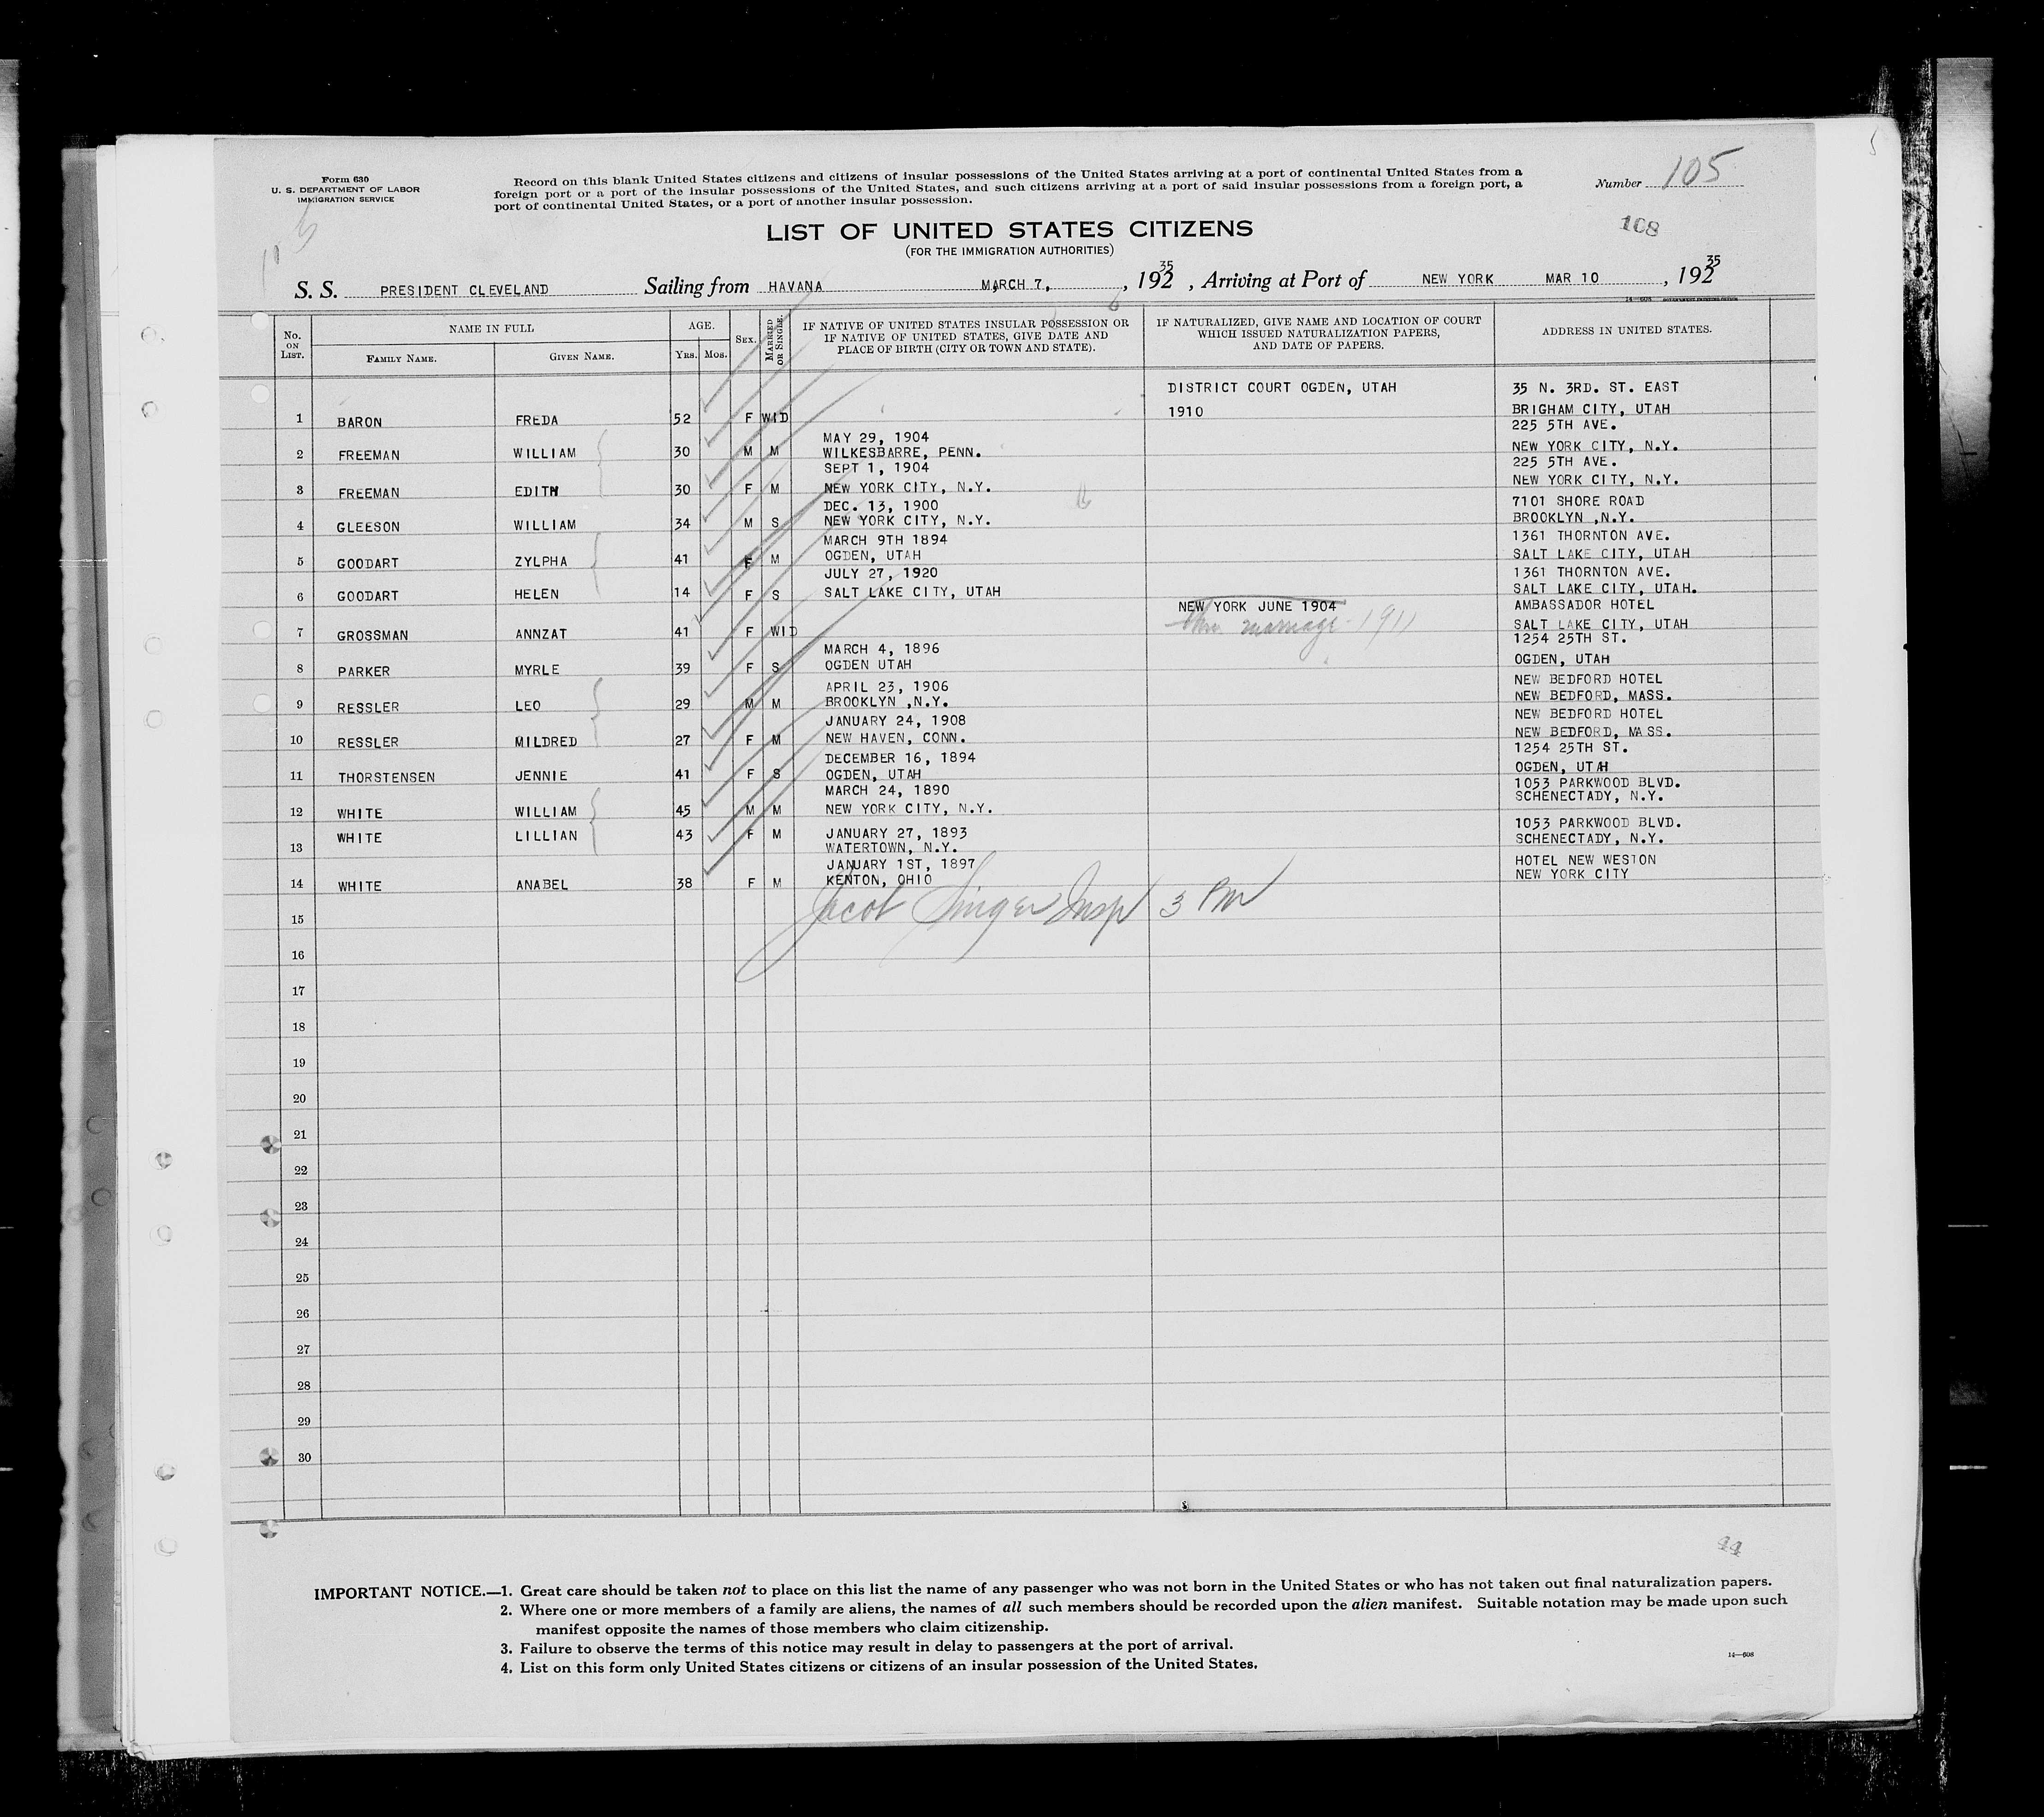 Form 630
U. S. DEPARTMENT OF LABOR
IMMIGRATION SERVICE
Record on this blank United States citizens and citizens of insular possessions of the United States arriving at a port of continental United States from a
foreign port or a port of the insular possessions of the United States, and such citizens arriving at a port of said insular possessions from a foreign port, a
port of continental United States, or a port of another insular possession.
Number 105
108
LIST OF UNITED STATES CITIZENS
(FOR THE IMMIGRATION AUTHORITIES)
S. S. PRESIDENT CLEVELAND Sailing from HAVANA MARCH 7, , 192 35 , Arriving at Port of NEW YORK MAR 10 , 192 35
No. ON LIST. NAME IN FULL FAMILY NAME. GIVEN NAME. AGE. Yrs. Mos. SEX. MARRIED OR SINGLE. IF NATIVE OF UNITED STATES INSULAR POSSESSION OR IF NATIVE OF UNITED STATES, GIVE DATE AND PLACE OF BIRTH (CITY OR TOWN AND STATE). IF NATURALIZED, GIVE NAME AND LOCATION OF COURT WHICH ISSUED NATURALIZATION PAPERS, AND DATE OF PAPERS. ADDRESS IN UNITED STATES.
DISTRICT COURT OGDEN, UTAH 35 N. 3RD. ST. EAST
1 BARON FREDA 52 F WID 1910 BRIGHAM CITY, UTAH
MAY 29, 1904 225 5TH AVE.
2 FREEMAN WILLIAM 30 M M WILKESBARRE, PENN. NEW YORK CITY, N.Y.
SEPT 1, 1904 225 5TH AVE.
3 FREEMAN EDITH 30 F M NEW YORK CITY, N.Y. NEW YORK CITY, N.Y.
DEC. 13, 1900 7101 SHORE ROAD
4 GLEESON WILLIAM 34 M S NEW YORK CITY, N.Y. BROOKLYN ,N.Y.
MARCH 9TH 1894 1361 THORNTON AVE.
5 GOODART ZYLPHA 41 F M OGDEN, UTAH SALT LAKE CITY, UTAH
JULY 27, 1920 1361 THORNTON AVE.
6 GOODART HELEN 14 F S SALT LAKE CITY, UTAH SALT LAKE CITY, UTAH.
NEW YORK JUNE 1904 AMBASSADOR HOTEL
7 GROSSMAN ANNZAT 41 F WID marriage - 1911 SALT LAKE CITY, UTAH
MARCH 4, 1896 1254 25TH ST.
8 PARKER MYRLE 39 F S OGDEN UTAH OGDEN, UTAH
APRIL 23, 1906 NEW BEDFORD HOTEL
9 RESSLER LEO 29 M M BROOKLYN ,N.Y. NEW BEDFORD, MASS.
JANUARY 24, 1908 NEW BEDFORD HOTEL
10 RESSLER MILDRED 27 F M NEW HAVEN, CONN. NEW BEDFORD, MASS.
DECEMBER 16, 1894 1254 25TH ST.
11 THORSTENSEN JENNIE 41 F S OGDEN, UTAH OGDEN, UTAH
MARCH 24, 1890 1053 PARKWOOD BLVD.
12 WHITE WILLIAM 45 M M NEW YORK CITY, N.Y. SCHENECTADY, N.Y.
WHITE LILLIAN 43 F M JANUARY 27, 1893 1053 PARKWOOD BLVD.
13 WATERTOWN, N.Y. SCHENECTADY, N.Y.
JANUARY 1ST, 1897 HOTEL NEW WESTON
14 WHITE ANABEL 38 F M KENTON, OHIO NEW YORK CITY
Jacob Singer Insp 3 PM
15
16
17
18
19
20
21
22
23
24
25
26
27
28
29
30
44
IMPORTANT NOTICE.—1. Great care should be taken not to place on this list the name of any passenger who was not born in the United States or who has not taken out final naturalization papers.
2. Where one or more members of a family are aliens, the names of all such members should be recorded upon the alien manifest. Suitable notation may be made upon such
manifest opposite the names of those members who claim citizenship.
3. Failure to observe the terms of this notice may result in delay to passengers at the port of arrival.
4. List on this form only United States citizens or citizens of an insular possession of the United States.
14—608